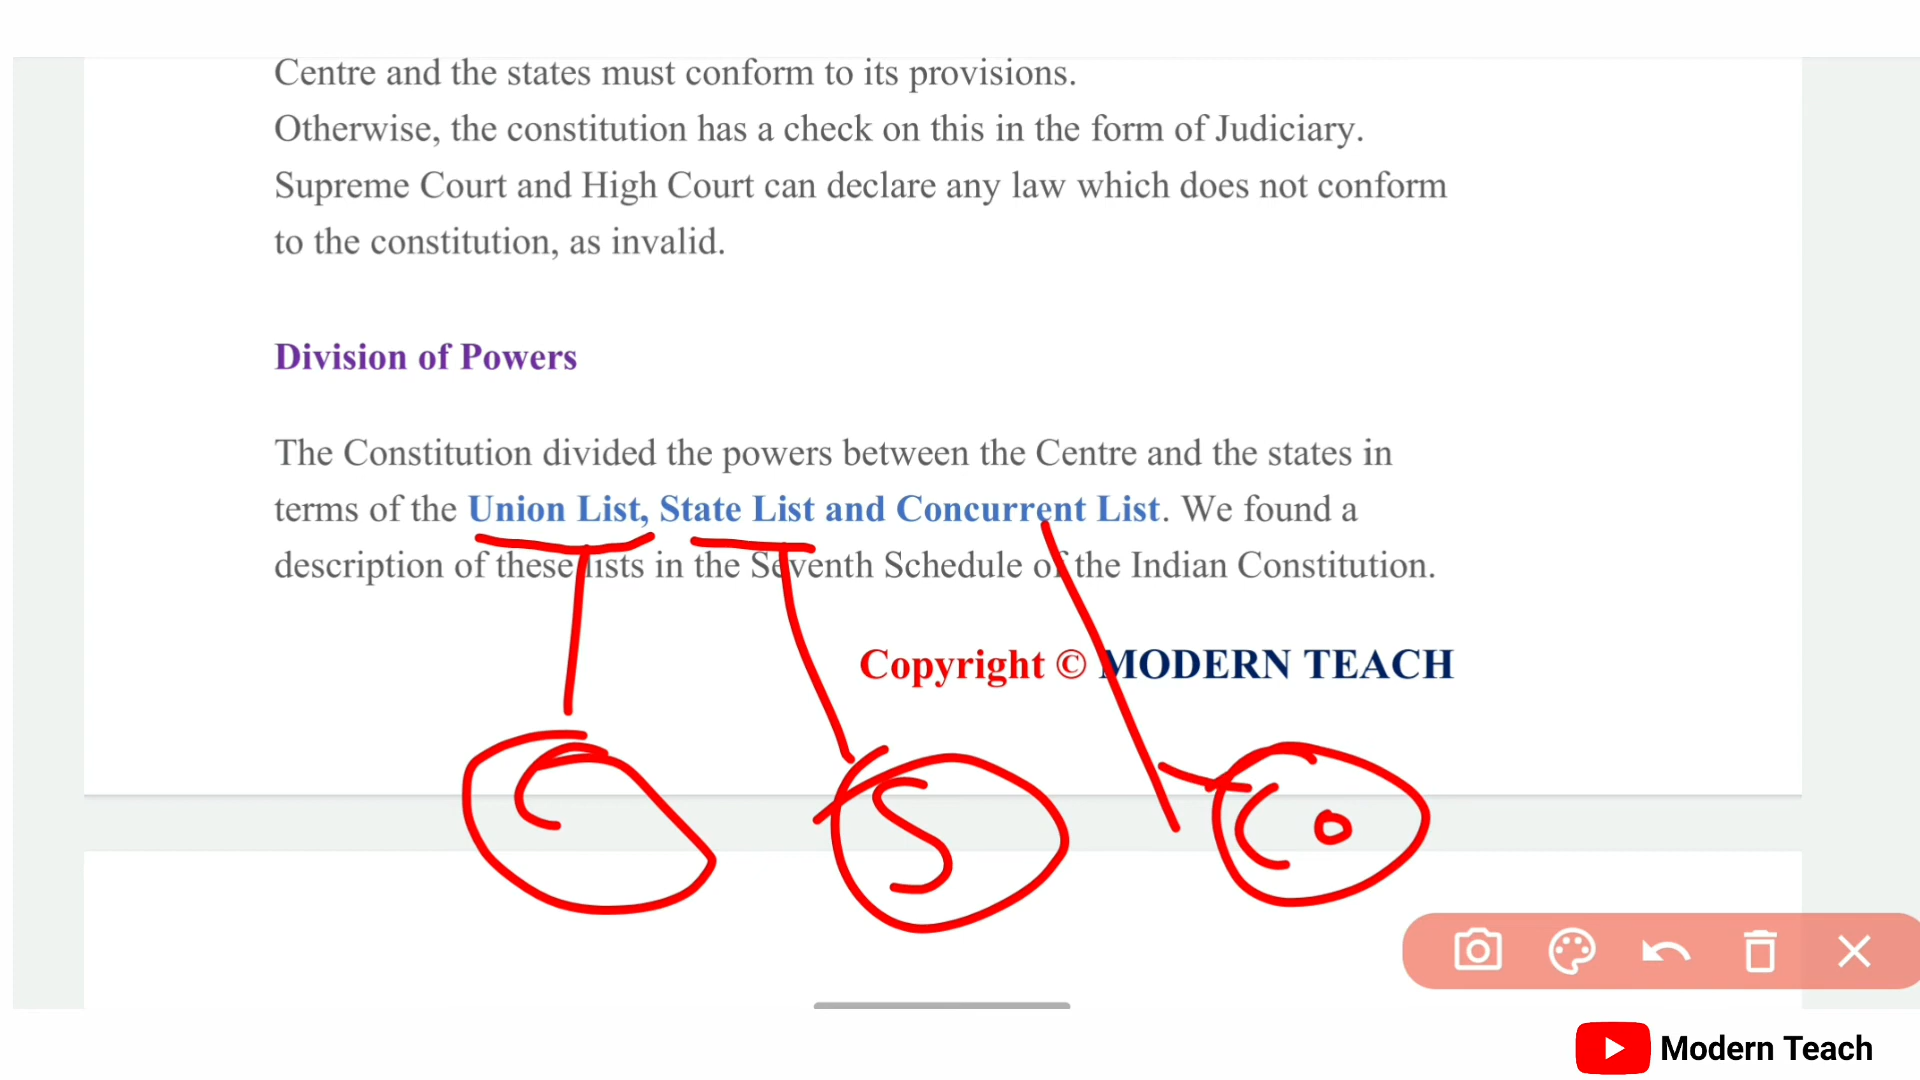 Centre and the states must conform to its provisions.
Otherwise, the constitution has a check on this in the form of Judiciary.
Supreme Court and High Court can declare any law which does not conform
to the constitution, as invalid.
Division of Powers
The Constitution divided the powers between the Centre and the states in
terms of the Union List, State List and Concurrent List. We found a
description of these lists in the Seventh Schedule of the Indian Constitution.
Copyright © MODERN TEACH
C S Co
Modern Teach